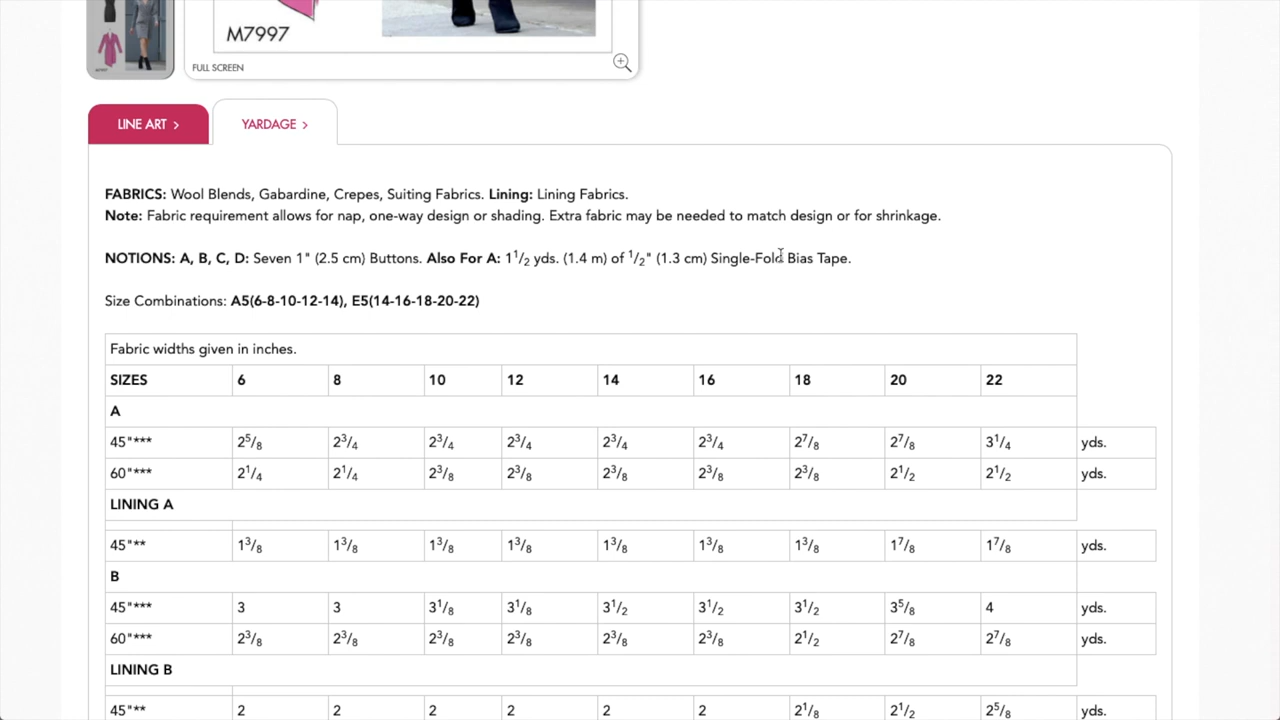 M7997
FULL SCREEN
LINE ART >
YARDAGE >
FABRICS: Wool Blends, Gabardine, Crepes, Suiting Fabrics. Lining: Lining Fabrics.
Note: Fabric requirement allows for nap, one-way design or shading. Extra fabric may be needed to match design or for shrinkage.
NOTIONS: A, B, C, D: Seven 1" (2.5 cm) Buttons. Also For A: 1 1/2 yds. (1.4 m) of 1/2" (1.3 cm) Single-Fold Bias Tape.
Size Combinations: A5(6-8-10-12-14), E5(14-16-18-20-22)
Fabric widths given in inches.
SIZES 6 8 10 12 14 16 18 20 22
A
45"*** 2 5/8 2 3/4 2 3/4 2 3/4 2 3/4 2 3/4 2 7/8 2 7/8 3 1/4 yds.
60"*** 2 1/4 2 1/4 2 3/8 2 3/8 2 3/8 2 3/8 2 3/8 2 1/2 2 1/2 yds.
LINING A
45"** 1 3/8 1 3/8 1 3/8 1 3/8 1 3/8 1 3/8 1 3/8 1 7/8 1 7/8 yds.
B
45"*** 3 3 3 1/8 3 1/8 3 1/2 3 1/2 3 1/2 3 5/8 4 yds.
60"*** 2 3/8 2 3/8 2 3/8 2 3/8 2 3/8 2 3/8 2 1/2 2 7/8 2 7/8 yds.
LINING B
45"** 2 2 2 2 2 2 2 1/8 2 1/2 2 5/8 yds.